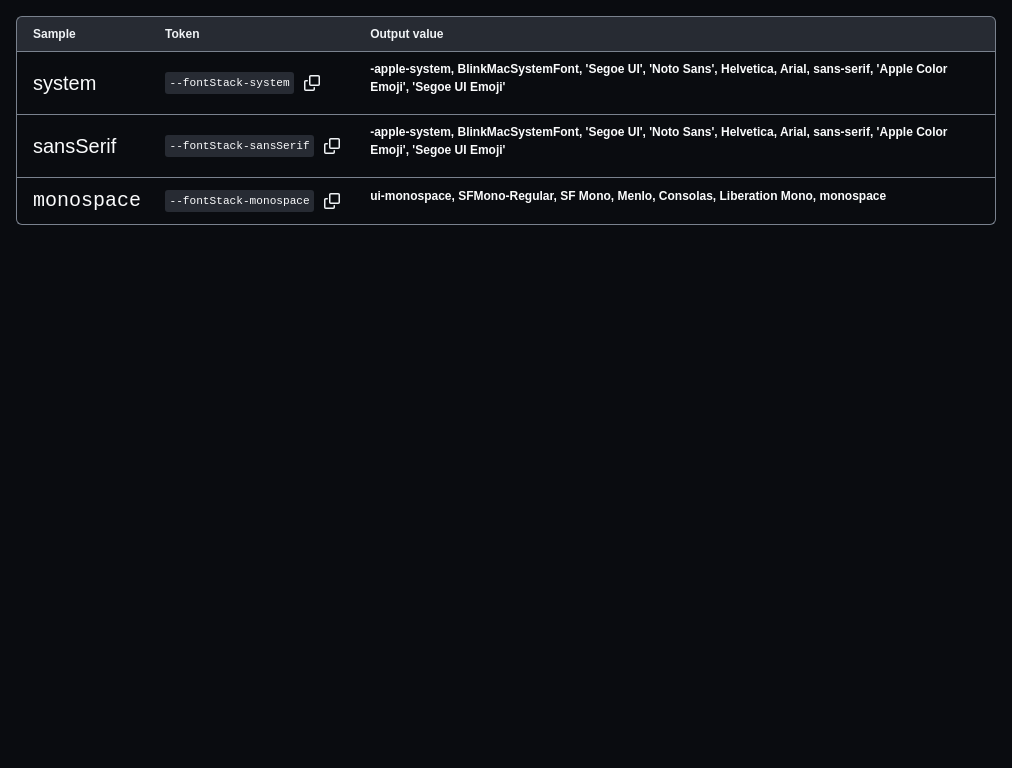 Sample Token Output value
system --fontStack-system -apple-system, BlinkMacSystemFont, 'Segoe UI', 'Noto Sans', Helvetica, Arial, sans-serif, 'Apple Color
Emoji', 'Segoe UI Emoji'
sansSerif --fontStack-sansSerif -apple-system, BlinkMacSystemFont, 'Segoe UI', 'Noto Sans', Helvetica, Arial, sans-serif, 'Apple Color
Emoji', 'Segoe UI Emoji'
monospace --fontStack-monospace ui-monospace, SFMono-Regular, SF Mono, Menlo, Consolas, Liberation Mono, monospace